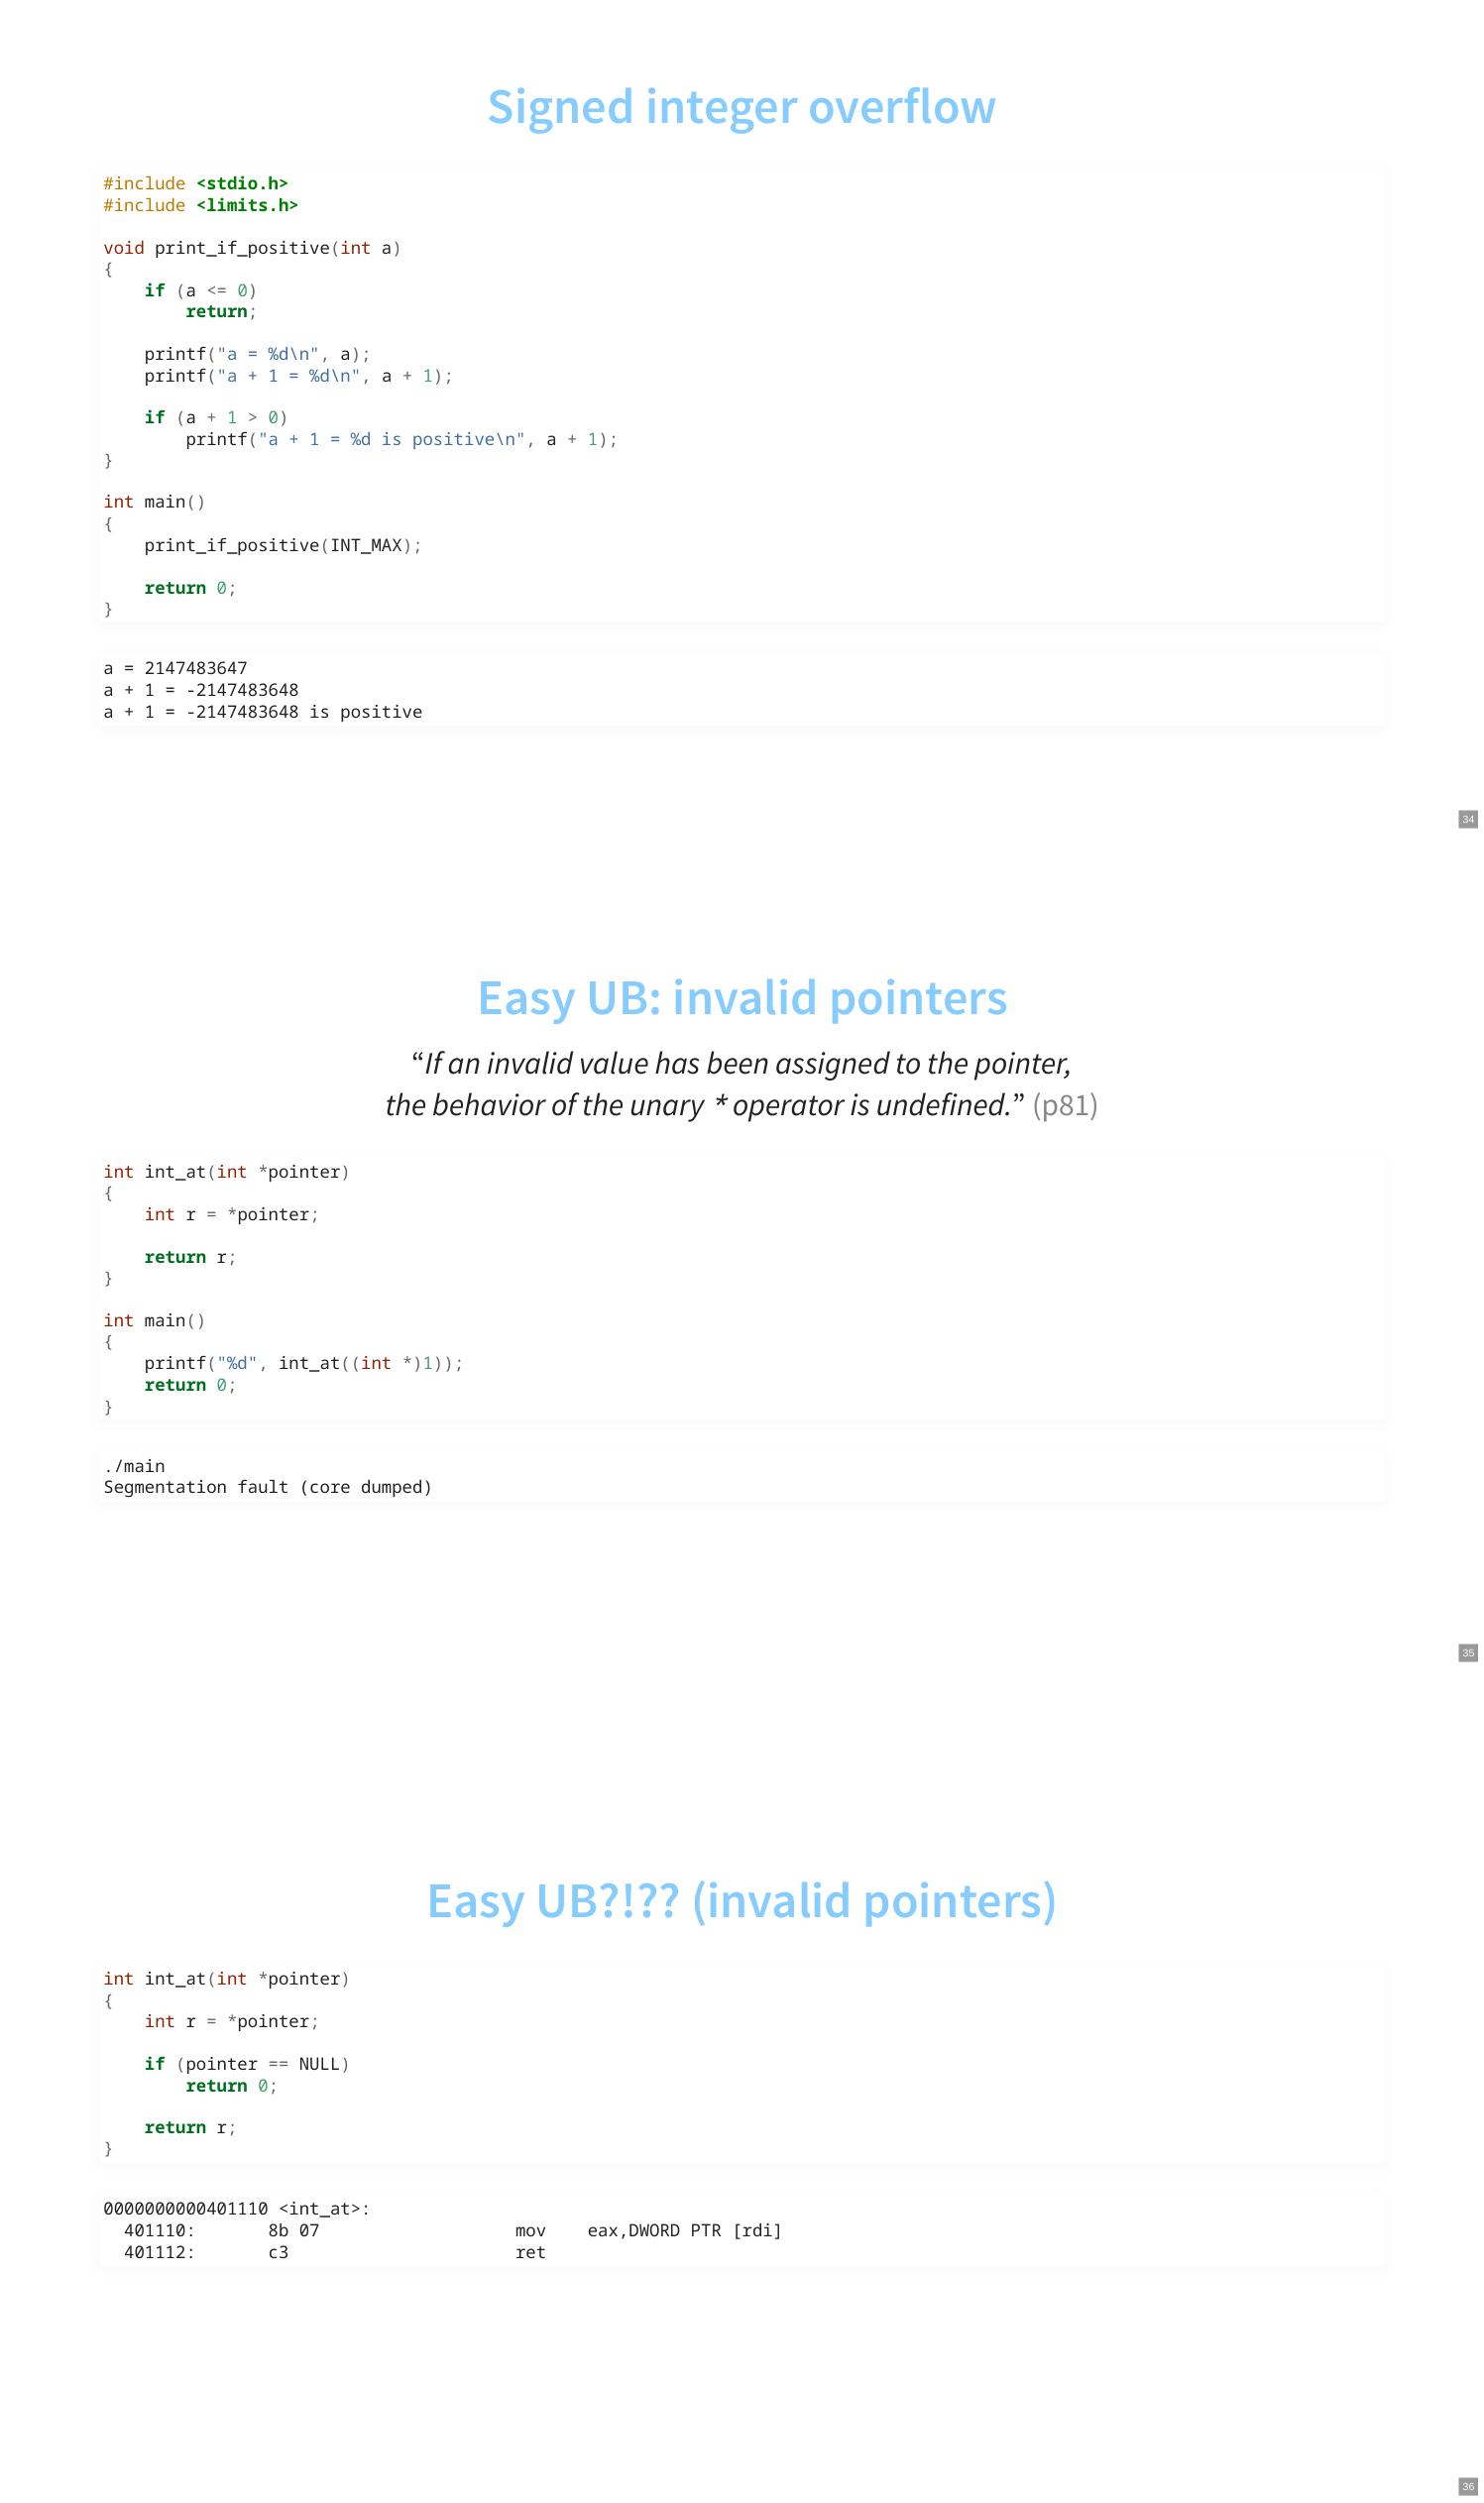 Signed integer overflow
#include <stdio.h>
#include <limits.h>

void print_if_positive(int a)
{
    if (a <= 0)
        return;

    printf("a = %d\n", a);
    printf("a + 1 = %d\n", a + 1);

    if (a + 1 > 0)
        printf("a + 1 = %d is positive\n", a + 1);
}

int main()
{
    print_if_positive(INT_MAX);

    return 0;
}
a = 2147483647
a + 1 = -2147483648
a + 1 = -2147483648 is positive
34
Easy UB: invalid pointers
“If an invalid value has been assigned to the pointer,
the behavior of the unary * operator is undefined.” (p81)
int int_at(int *pointer)
{
    int r = *pointer;

    return r;
}

int main()
{
    printf("%d", int_at((int *)1));
    return 0;
}
./main
Segmentation fault (core dumped)
35
Easy UB?!?? (invalid pointers)
int int_at(int *pointer)
{
    int r = *pointer;

    if (pointer == NULL)
        return 0;

    return r;
}
0000000000401110 <int_at>:
  401110:       8b 07                   mov    eax,DWORD PTR [rdi]
  401112:       c3                      ret
36